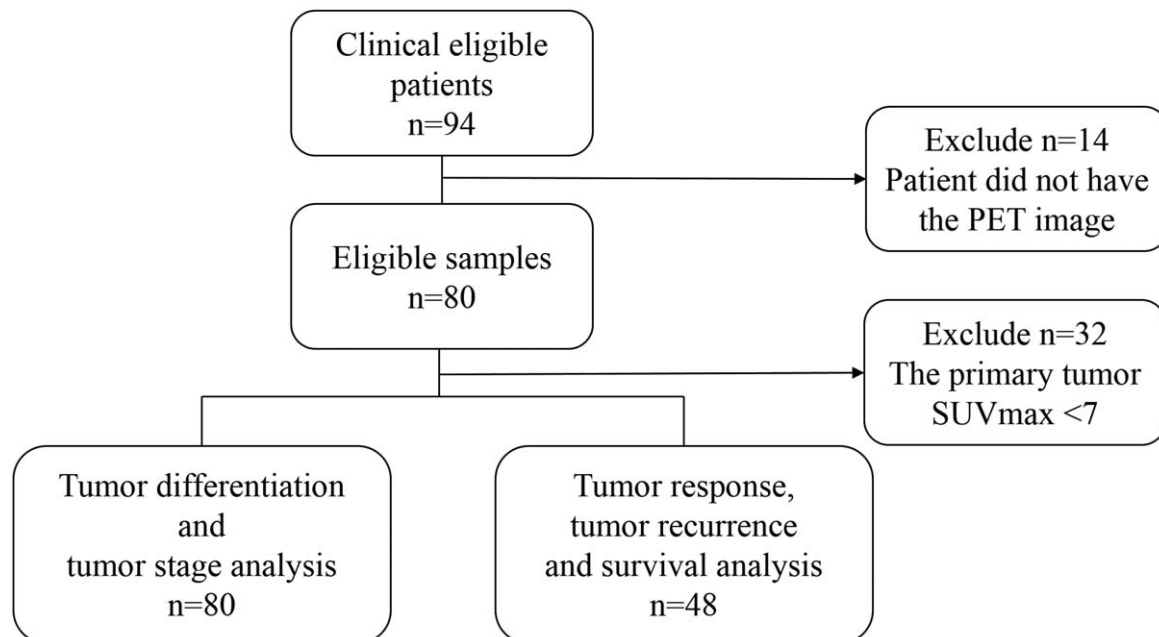 Clinical eligible
patients
n=94
Exclude n=14
Patient did not have
the PET image
Eligible samples
n=80
Exclude n=32
The primary tumor
SUVmax <7
Tumor differentiation
and
tumor stage analysis
n=80
Tumor response,
tumor recurrence
and survival analysis
n=48